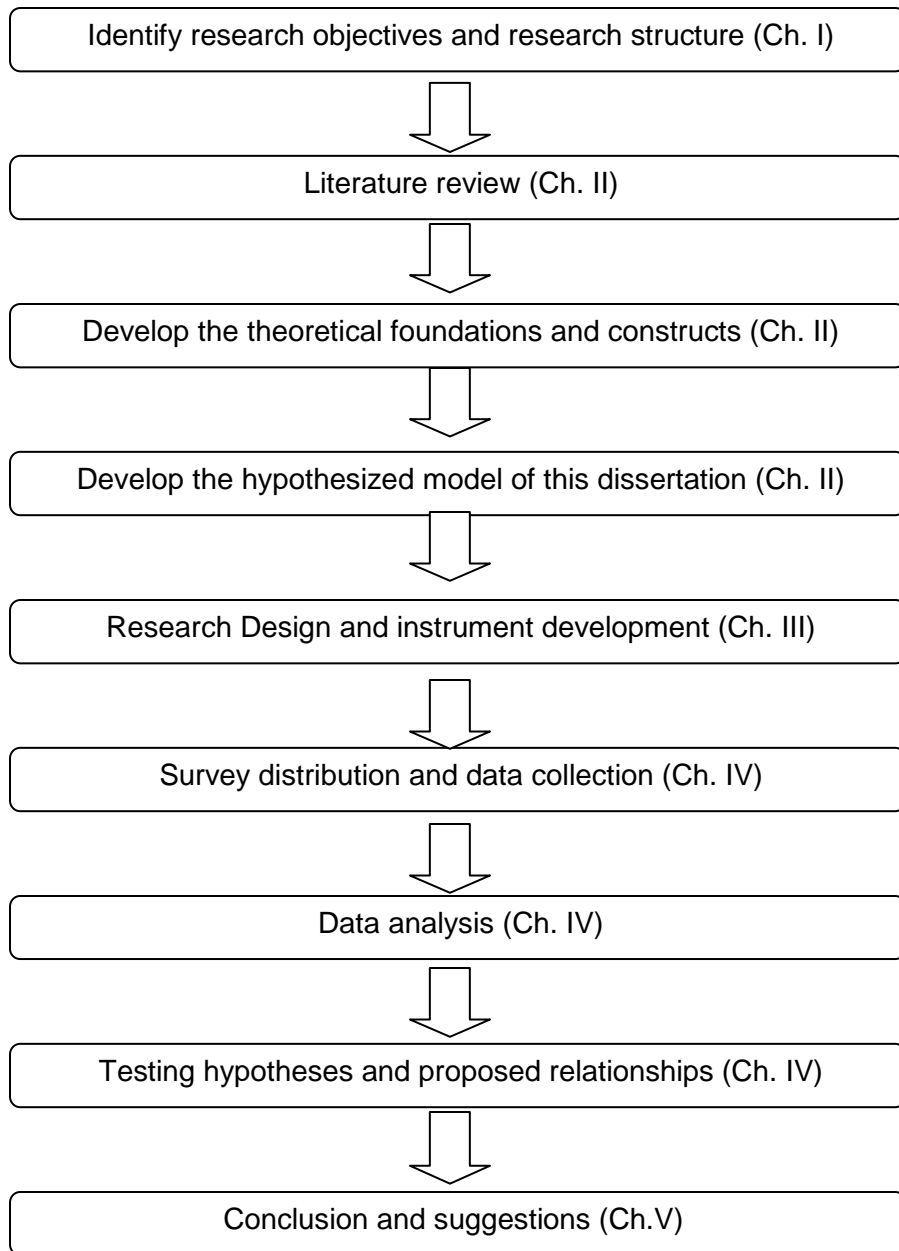 Identify research objectives and research structure (Ch. I)
Literature review (Ch. II)
Develop the theoretical foundations and constructs (Ch. II)
Develop the hypothesized model of this dissertation (Ch. II)
Research Design and instrument development (Ch. III)
Survey distribution and data collection (Ch. IV)
Data analysis (Ch. IV)
Testing hypotheses and proposed relationships (Ch. IV)
Conclusion and suggestions (Ch.V)